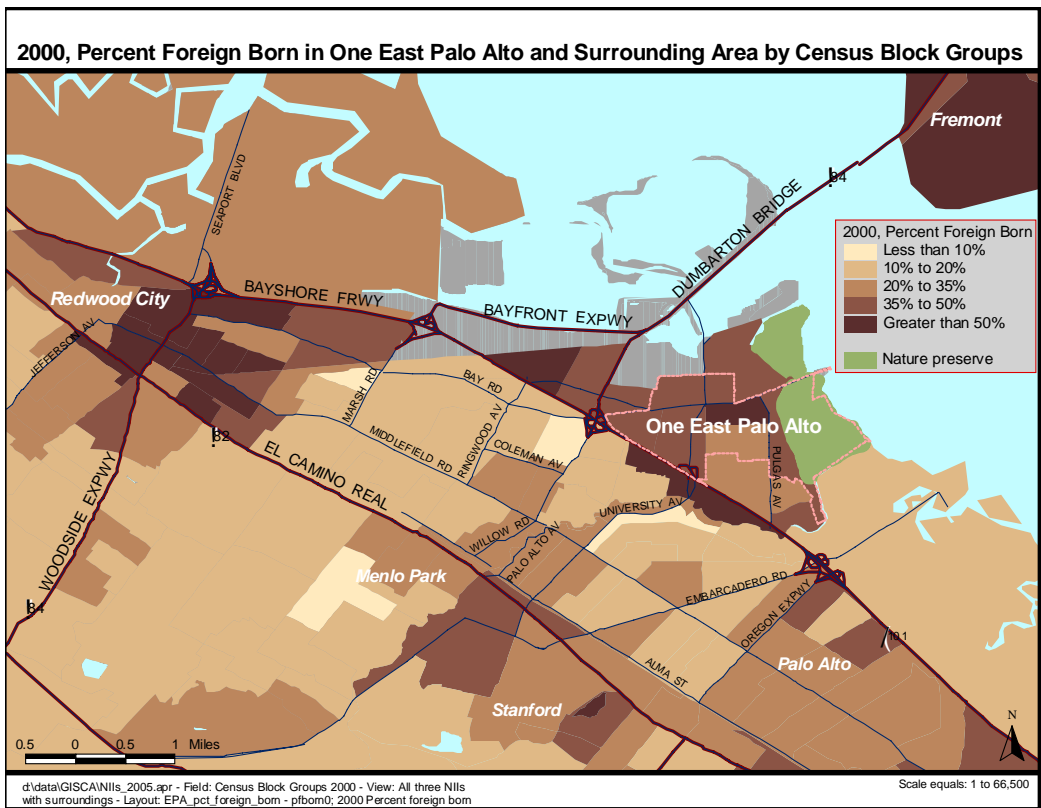 2000, Percent Foreign Born in One East Palo Alto and Surrounding Area by Census Block Groups
Fremont
84
SEAPORT BLVD
DUMBARTON BRIDGE
2000, Percent Foreign Born
Less than 10%
10% to 20%
20% to 35%
35% to 50%
Greater than 50%
Nature preserve
Redwood City
BAYSHORE FRWY
BAYFRONT EXPWY
JEFFERSON AV
MARSH RD
BAY RD
RINGWOOD AV
One East Palo Alto
82
MIDDLEFIELD RD
COLEMAN AV
EL CAMINO REAL
PULGAS AV
WOODSIDE EXPWY
UNIVERSITY AV
WILLOW RD
PALO ALTO AV
Menlo Park
EMBARCADERO RD
OREGON EXPWY
84
101
ALMA ST
Palo Alto
Stanford
N
0.5 0 0.5 1 Miles
d:\data\GISCA\NIIs_2005.apr - Field: Census Block Groups 2000 - View: All three NIIs
with surroundings - Layout: EPA_pct_foreign_born - pfborn0; 2000 Percent foreign born
Scale equals: 1 to 66,500